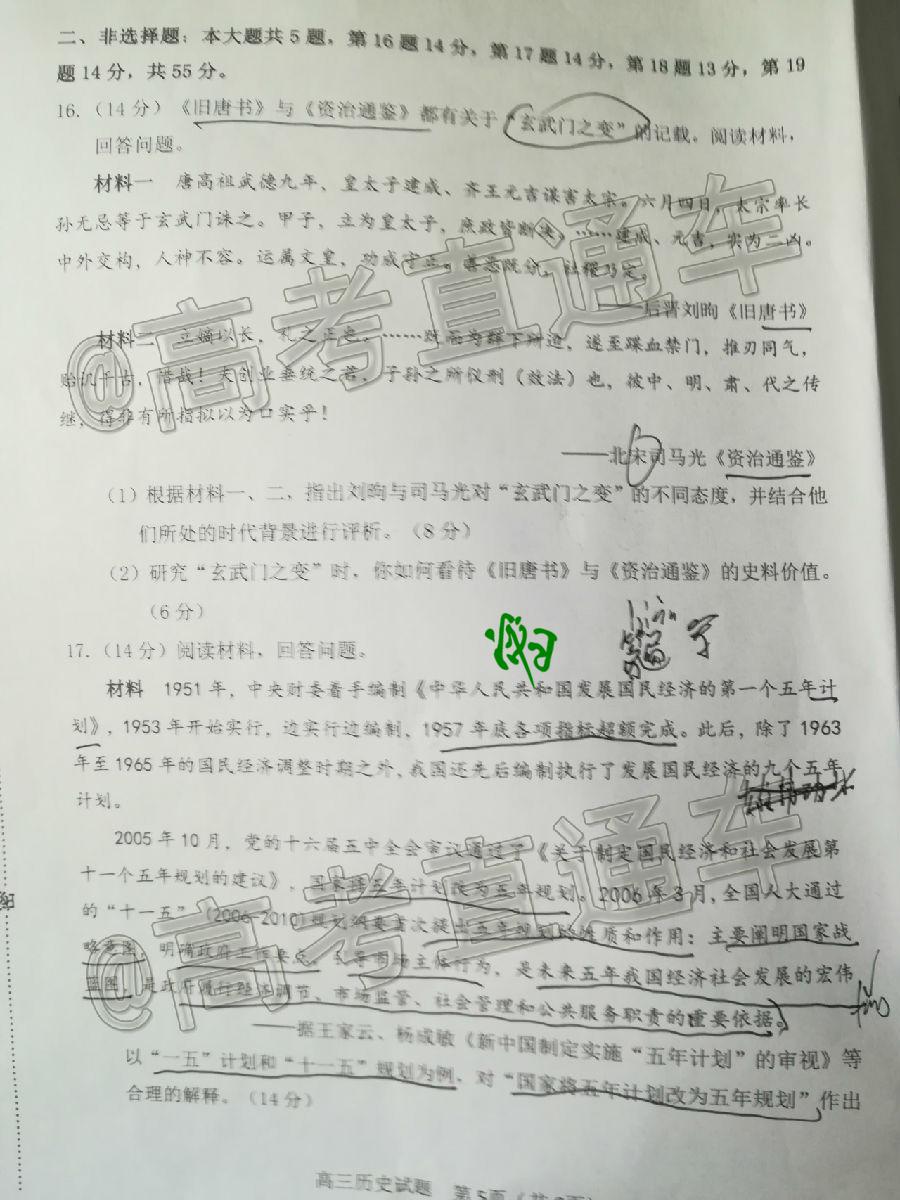 二、非选择题：本大题共5题，第16题14分，第17题14分，第18题13分，第19
题14分，共55分。
16.（14分）《旧唐书》与《资治通鉴》都有关于“玄武门之变”的记载。阅读材料，
回答问题。
材料一 唐高祖武德九年，皇太子建成、齐王元吉谋害太宗。六月四日，太宗率长
孙无忌等于玄武门诛之。甲子，立为皇太子，庶政皆断决。……建成、元吉，实为二凶。
中外交构，人神不容。运属文皇，功成守正。善恶既分，社稷乃定。
——后晋刘昫《旧唐书》
材料二 立嫡以长，礼之正也。……既而为群下所迫，遂至蹀血禁门，推刃同气，
贻讥千古，惜哉！夫创业垂统之君，子孙之所仪刑（效法）也，彼中、明、肃、代之传
继，得非有所指拟以为口实乎！
——北宋司马光《资治通鉴》
（1）根据材料一、二，指出刘昫与司马光对“玄武门之变”的不同态度，并结合他
们所处的时代背景进行评析。（8分）
（2）研究“玄武门之变”时，你如何看待《旧唐书》与《资治通鉴》的史料价值。
（6分）
17.（14分）阅读材料，回答问题。
材料 1951年，中央财委着手编制《中华人民共和国发展国民经济的第一个五年计
划》，1953年开始实行，边实行边编制，1957年底各项指标超额完成。此后，除了1963
年至1965年的国民经济调整时期之外，我国还先后编制执行了发展国民经济的九个五年
计划。
2005年10月，党的十六届五中全会审议通过了《关于制定国民经济和社会发展第
十一个五年规划的建议》，国家将五年计划改为五年规划。2006年3月，全国人大通过
的“十一五”（2006-2010）规划纲要首次提出五年规划的性质和作用：主要阐明国家战
略意图，明确政府工作重点，引导市场主体行为，是未来五年我国经济社会发展的宏伟
蓝图，是政府履行经济调节、市场监管、社会管理和公共服务职责的重要依据。
——据王家云、杨成敏《新中国制定实施“五年计划”的审视》等
以“一五”计划和“十一五”规划为例，对“国家将五年计划改为五年规划”作出
合理的解释。（14分）
高三历史试题 第5页
@高考直通车
@高考直通车